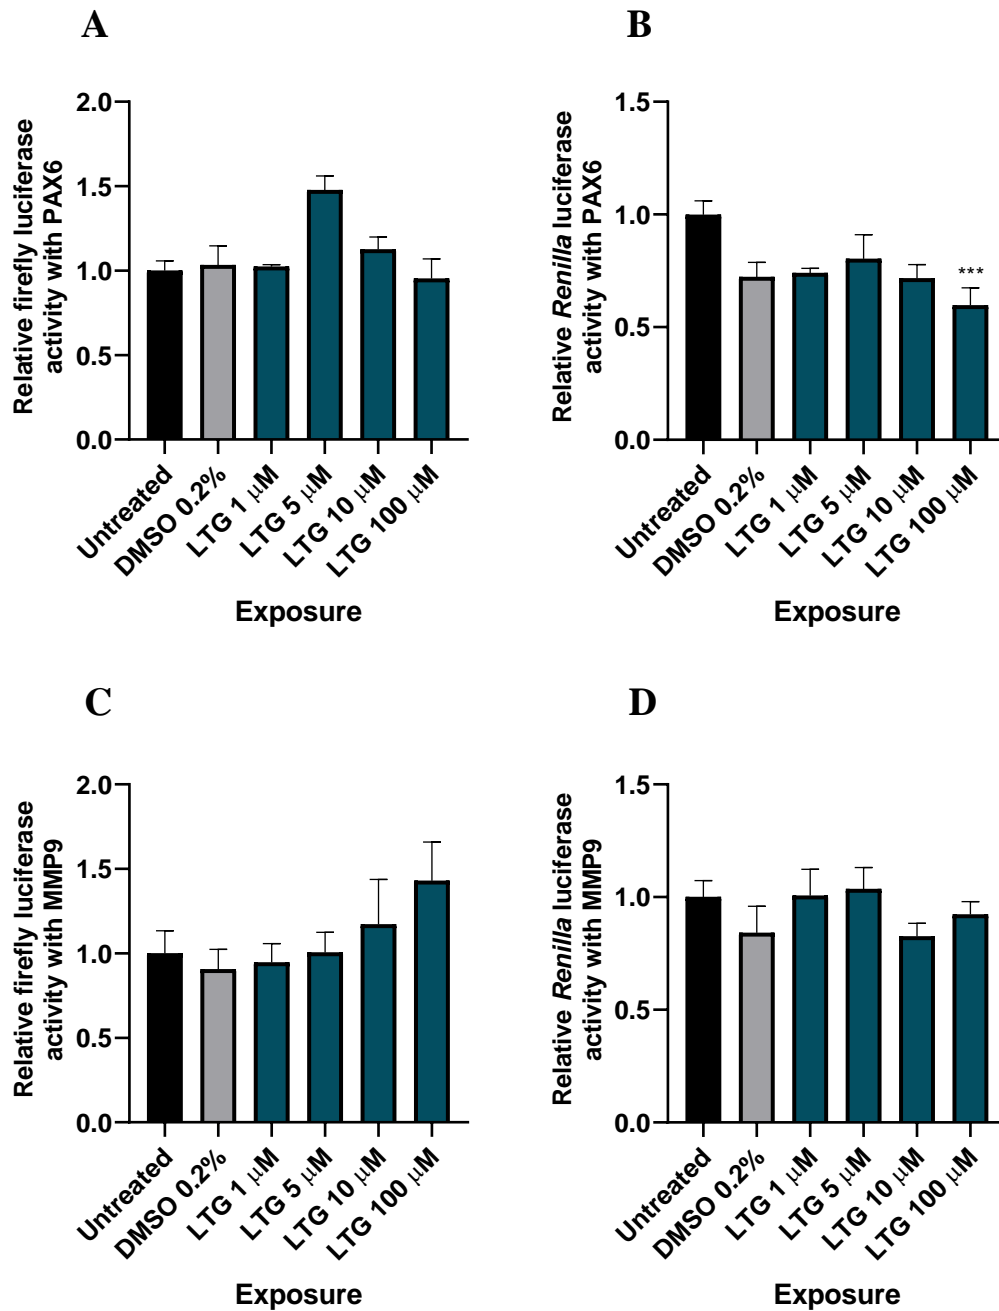 A
Relative firefly luciferase
activity with PAX6
2.0
1.5
1.0
0.5
0.0
Untreated
DMSO 0.2%
LTG 1 μM
LTG 5 μM
LTG 10 μM
LTG 100 μM
Exposure
B
Relative Renilla luciferase
activity with PAX6
1.5
1.0
0.5
0.0
***
Untreated
DMSO 0.2%
LTG 1 μM
LTG 5 μM
LTG 10 μM
LTG 100 μM
Exposure
C
Relative firefly luciferase
activity with MMP9
2.0
1.5
1.0
0.5
0.0
Untreated
DMSO 0.2%
LTG 1 μM
LTG 5 μM
LTG 10 μM
LTG 100 μM
Exposure
D
Relative Renilla luciferase
activity with MMP9
1.5
1.0
0.5
0.0
Untreated
DMSO 0.2%
LTG 1 μM
LTG 5 μM
LTG 10 μM
LTG 100 μM
Exposure